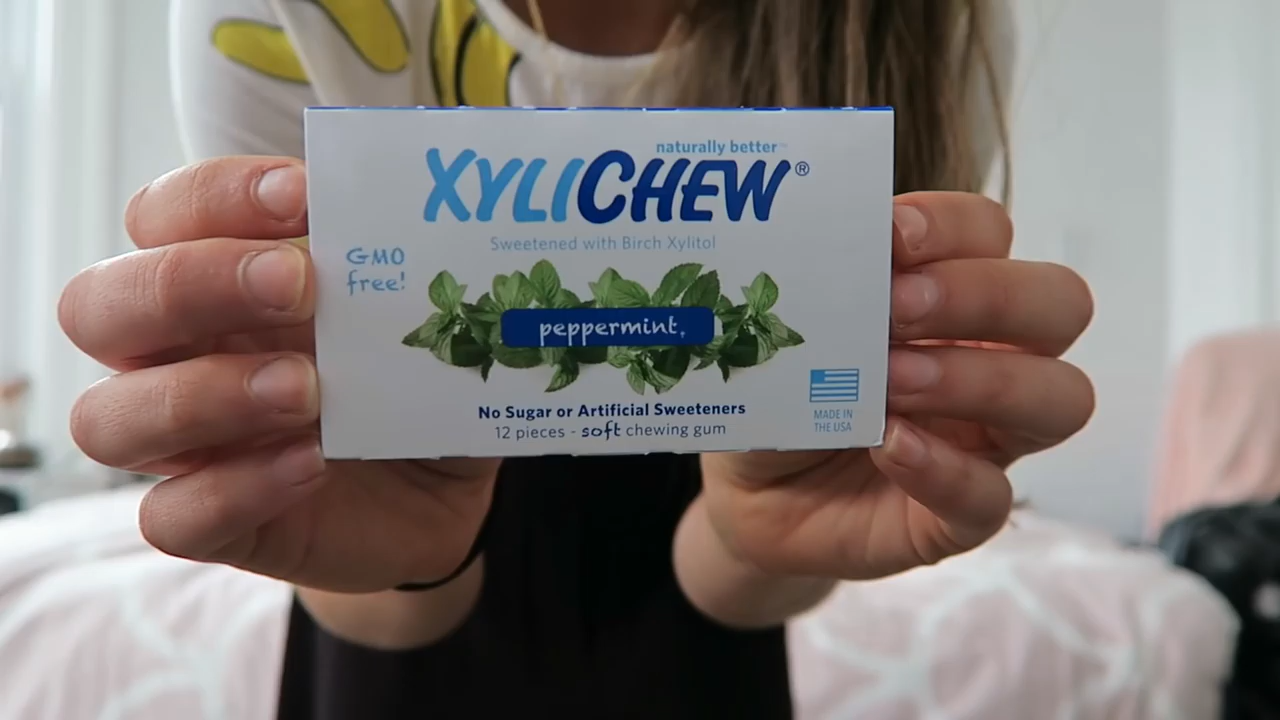 naturally better™
XYLICHEW®
Sweetened with Birch Xylitol
GMO
free!
peppermint
No Sugar or Artificial Sweeteners
12 pieces - soft chewing gum
MADE IN
THE USA